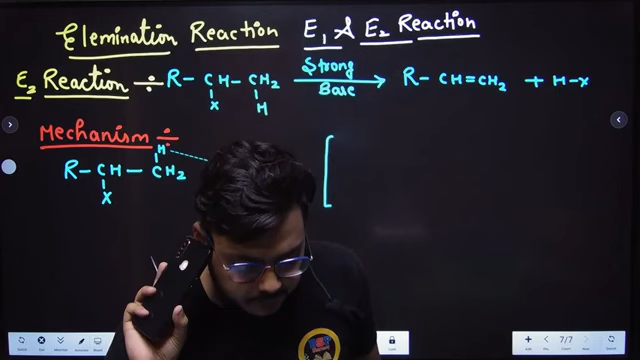 Elemination Reaction E₁ & E₂ Reaction
E₂ Reaction ÷ R – CH – CH₂ Strong Base → R – CH = CH₂ + H – X
X H
Mechanism ÷
H
R – CH – CH₂
X
7/7